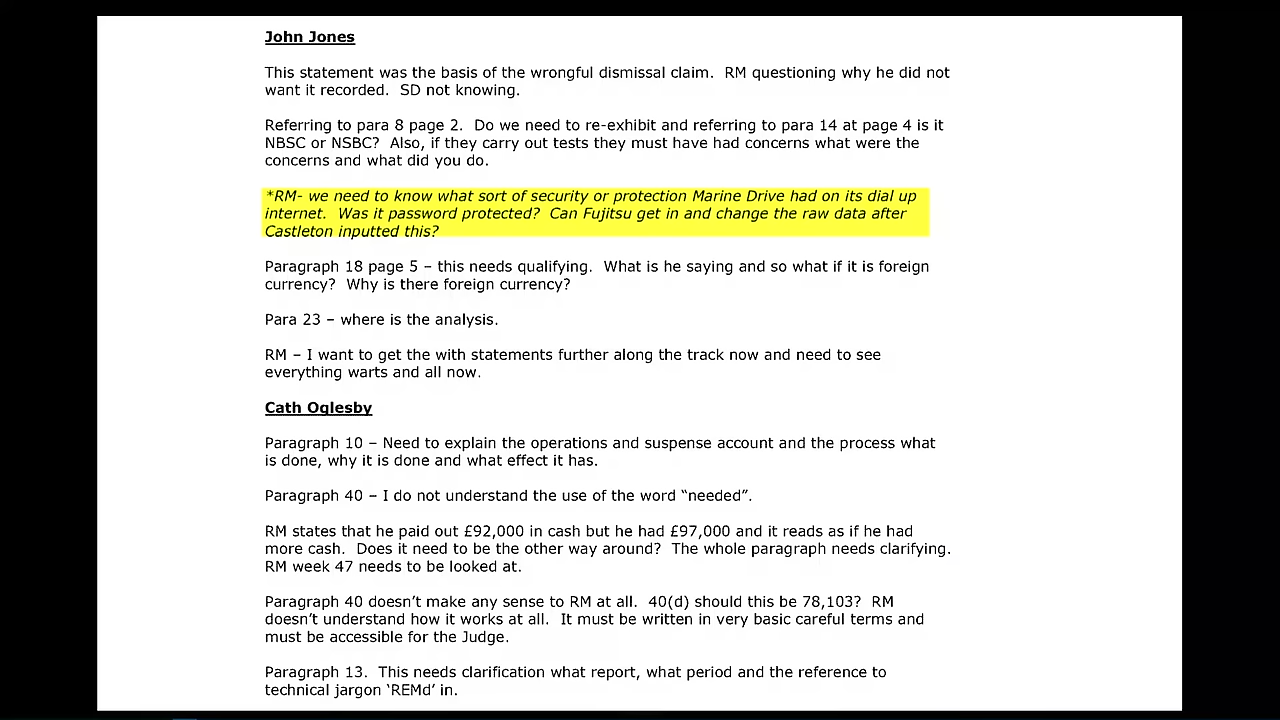 John Jones
This statement was the basis of the wrongful dismissal claim.  RM questioning why he did not
want it recorded.  SD not knowing.
Referring to para 8 page 2.  Do we need to re-exhibit and referring to para 14 at page 4 is it
NBSC or NSBC?  Also, if they carry out tests they must have had concerns what were the
concerns and what did you do.
*RM- we need to know what sort of security or protection Marine Drive had on its dial up
internet.  Was it password protected?  Can Fujitsu get in and change the raw data after
Castleton inputted this?
Paragraph 18 page 5 – this needs qualifying.  What is he saying and so what if it is foreign
currency?  Why is there foreign currency?
Para 23 – where is the analysis.
RM – I want to get the with statements further along the track now and need to see
everything warts and all now.
Cath Oglesby
Paragraph 10 – Need to explain the operations and suspense account and the process what
is done, why it is done and what effect it has.
Paragraph 40 – I do not understand the use of the word “needed”.
RM states that he paid out £92,000 in cash but he had £97,000 and it reads as if he had
more cash.  Does it need to be the other way around?  The whole paragraph needs clarifying.
RM week 47 needs to be looked at.
Paragraph 40 doesn’t make any sense to RM at all.  40(d) should this be 78,103?  RM
doesn’t understand how it works at all.  It must be written in very basic careful terms and
must be accessible for the Judge.
Paragraph 13.  This needs clarification what report, what period and the reference to
technical jargon ‘REMd’ in.